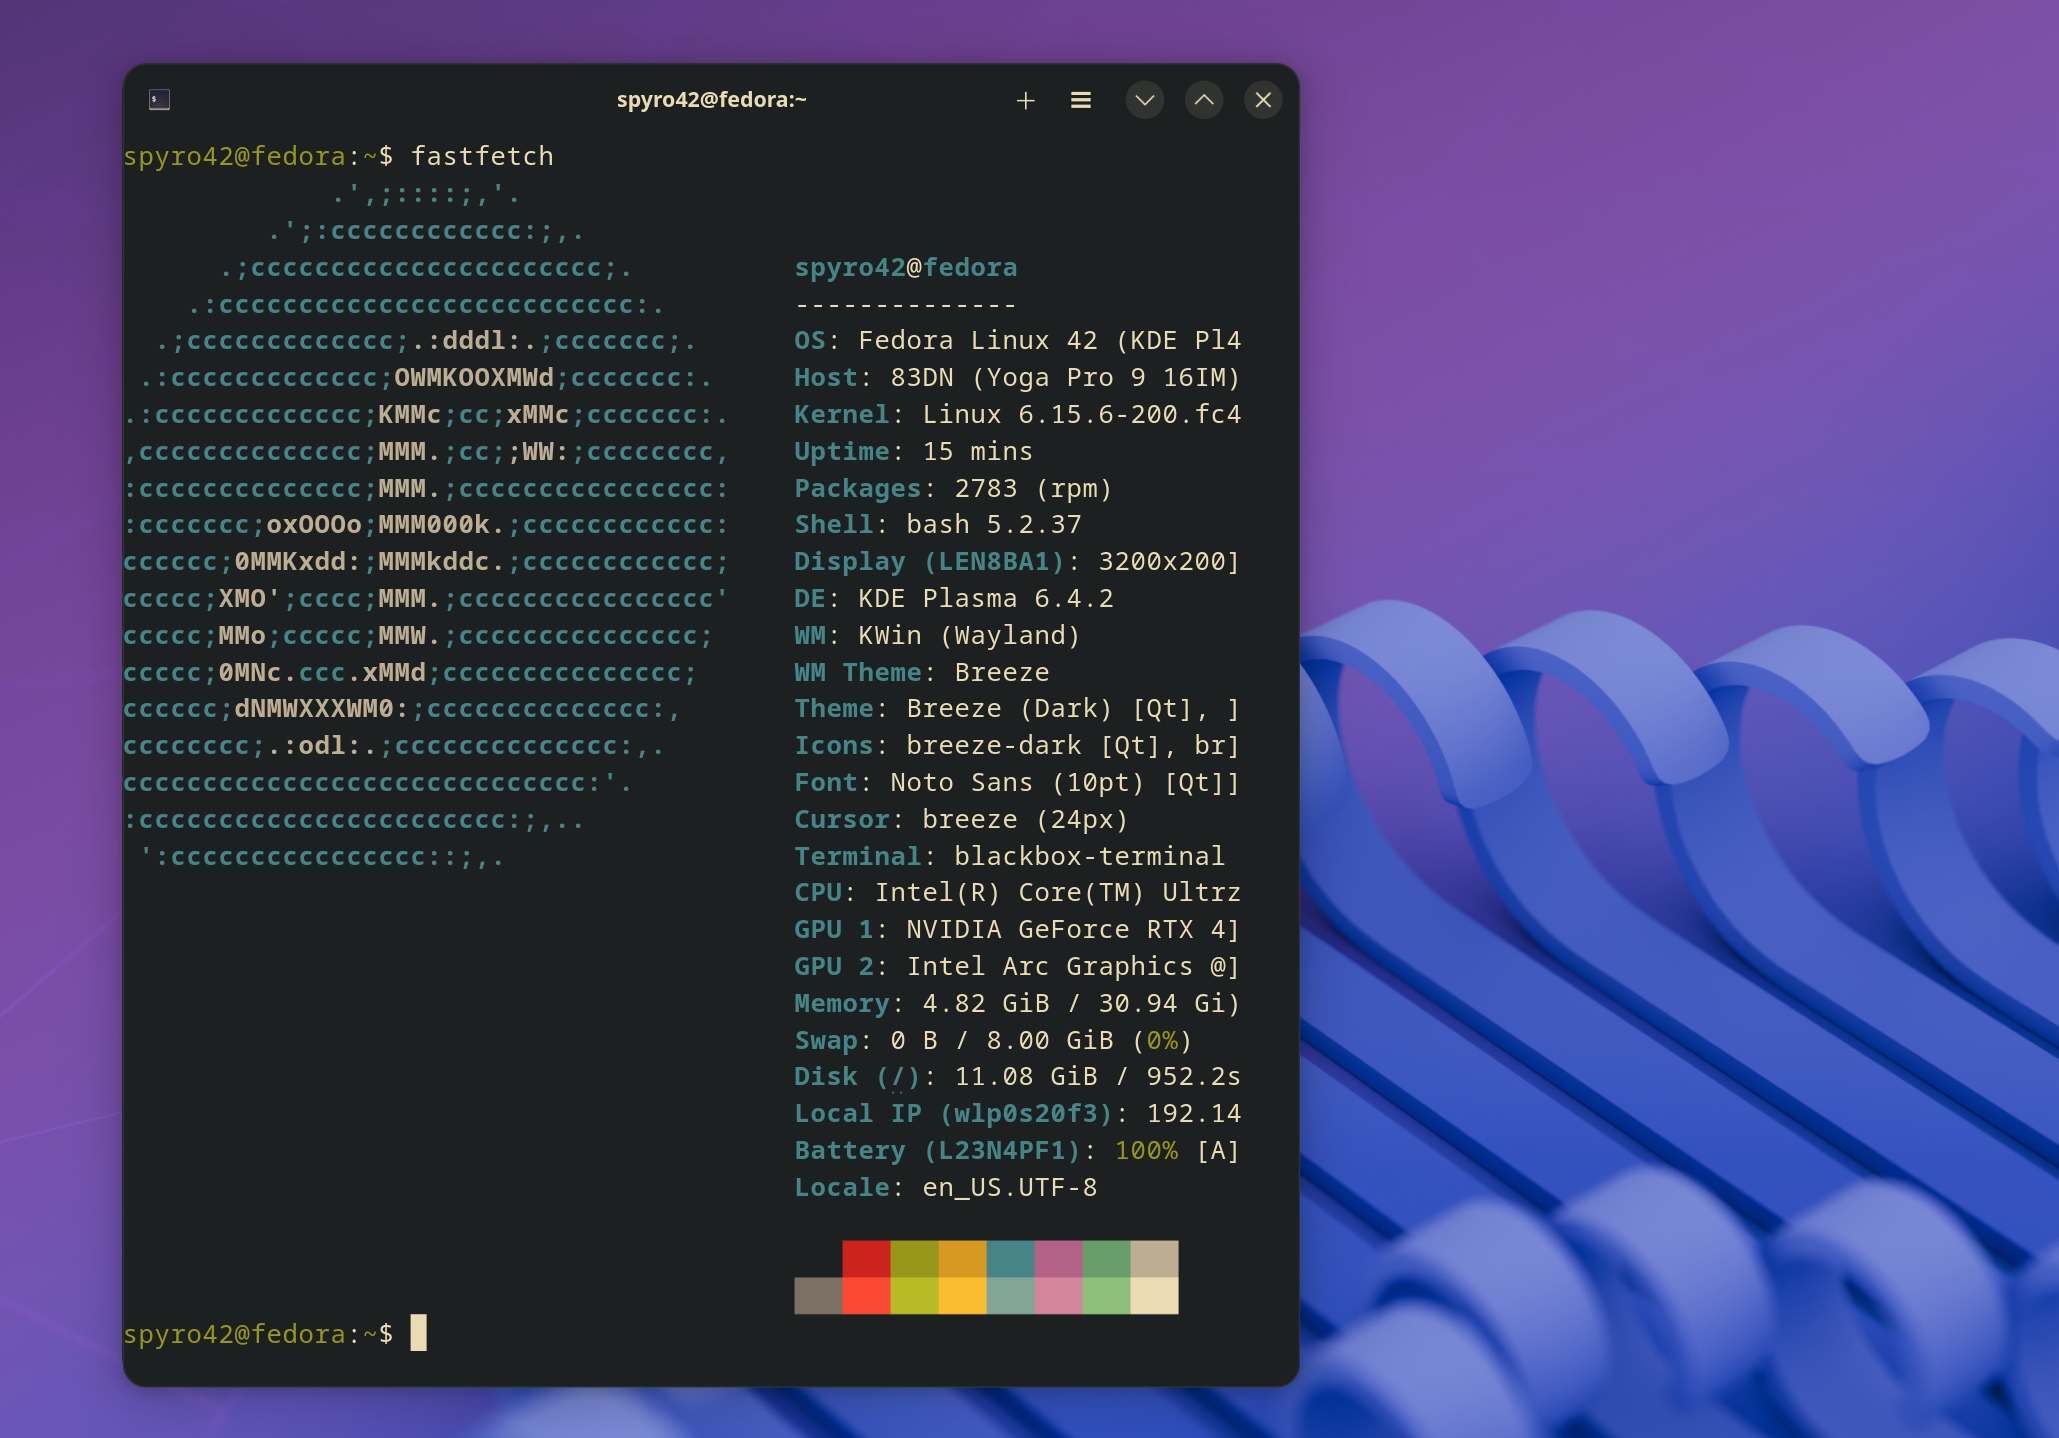 spyro42@fedora:~
spyro42@fedora:~$ fastfetch
             .',;::::;,'.
         .';:cccccccccccc:;,.
      .;cccccccccccccccccccccc;.
    .:cccccccccccccccccccccccccc:.
  .;ccccccccccccc;.:dddl:.;ccccccc;.
 .:ccccccccccccc;OWMKOOXMWd;ccccccc:.
.:ccccccccccccc;KMMc;cc;xMMc;ccccccc:.
,cccccccccccccc;MMM.;cc;;WW:;cccccccc,
:cccccccccccccc;MMM.;cccccccccccccccc:
:ccccccc;oxOOOo;MMM000k.;cccccccccccc:
cccccc;0MMKxdd:;MMMkddc.;cccccccccccc;
ccccc;XMO';cccc;MMM.;cccccccccccccccc'
ccccc;MMo;ccccc;MMW.;ccccccccccccccc;
ccccc;0MNc.ccc.xMMd;ccccccccccccccc;
cccccc;dNMWXXXWM0:;cccccccccccccc:,
cccccccc;.:odl:.;cccccccccccccc:,.
ccccccccccccccccccccccccccccc:'.
:ccccccccccccccccccccccc:;,..
 ':cccccccccccccccc::;,.
spyro42@fedora
--------------
OS: Fedora Linux 42 (KDE Pl4
Host: 83DN (Yoga Pro 9 16IM)
Kernel: Linux 6.15.6-200.fc4
Uptime: 15 mins
Packages: 2783 (rpm)
Shell: bash 5.2.37
Display (LEN8BA1): 3200x200]
DE: KDE Plasma 6.4.2
WM: KWin (Wayland)
WM Theme: Breeze
Theme: Breeze (Dark) [Qt], ]
Icons: breeze-dark [Qt], br]
Font: Noto Sans (10pt) [Qt]]
Cursor: breeze (24px)
Terminal: blackbox-terminal
CPU: Intel(R) Core(TM) Ultrz
GPU 1: NVIDIA GeForce RTX 4]
GPU 2: Intel Arc Graphics @]
Memory: 4.82 GiB / 30.94 Gi)
Swap: 0 B / 8.00 GiB (0%)
Disk (/): 11.08 GiB / 952.2s
Local IP (wlp0s20f3): 192.14
Battery (L23N4PF1): 100% [A]
Locale: en_US.UTF-8
spyro42@fedora:~$